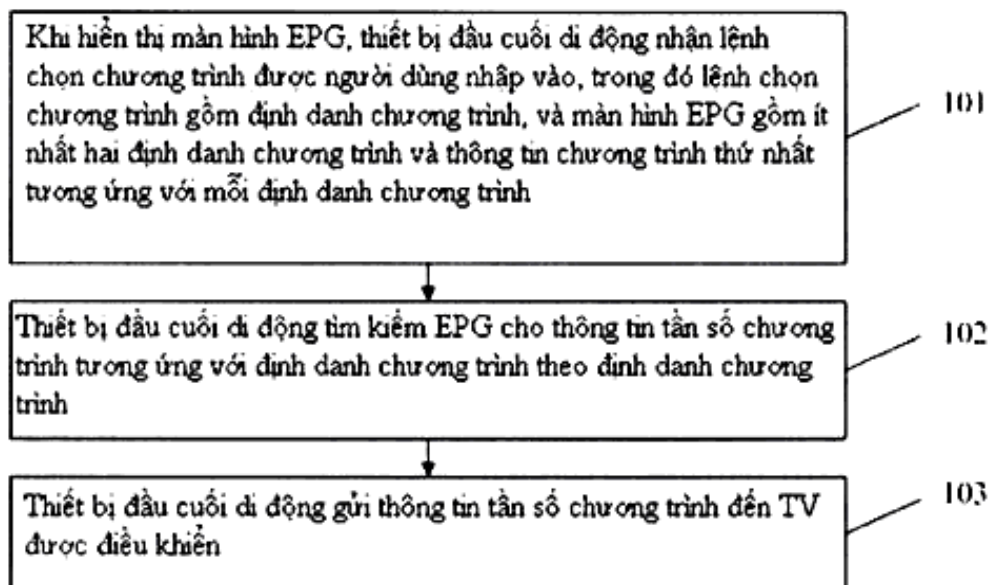 Khi hiển thị màn hình EPG, thiết bị đầu cuối di động nhận lệnh
chọn chương trình được người dùng nhập vào, trong đó lệnh chọn
chương trình gồm định danh chương trình, và màn hình EPG gồm ít
nhất hai định danh chương trình và thông tin chương trình thứ nhất
tương ứng với mỗi định danh chương trình
101
Thiết bị đầu cuối di động tìm kiếm EPG cho thông tin tần số chương
trình tương ứng với định danh chương trình theo định danh chương
trình
102
Thiết bị đầu cuối di động gửi thông tin tần số chương trình đến TV
được điều khiển
103